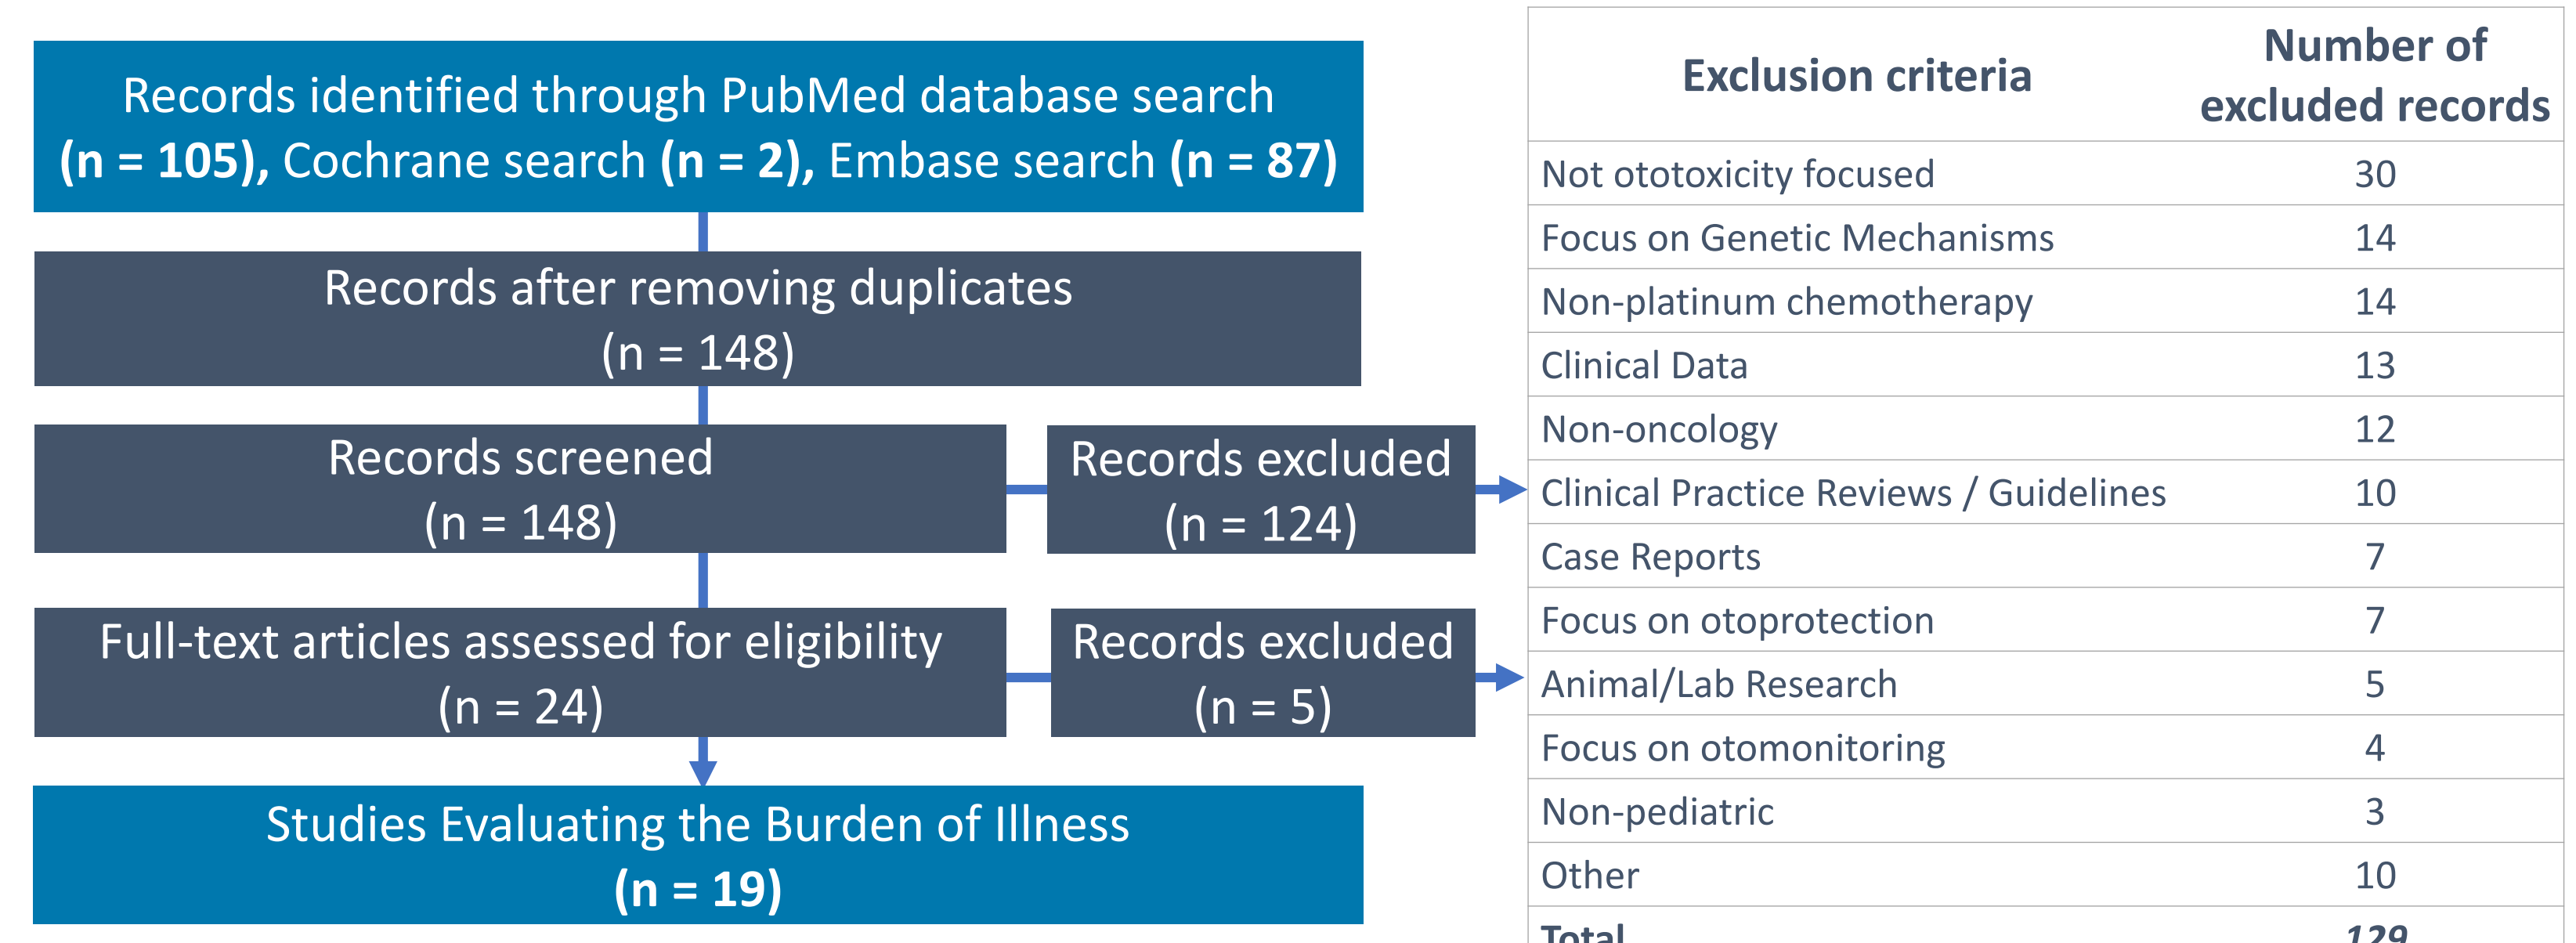 Records identified through PubMed database search
(n = 105), Cochrane search (n = 2), Embase search (n = 87)
Records after removing duplicates
(n = 148)
Records screened
(n = 148)
Records excluded
(n = 124)
Full-text articles assessed for eligibility
(n = 24)
Records excluded
(n = 5)
Studies Evaluating the Burden of Illness
(n = 19)
Exclusion criteria
Number of
excluded records
Not ototoxicity focused 30
Focus on Genetic Mechanisms 14
Non-platinum chemotherapy 14
Clinical Data 13
Non-oncology 12
Clinical Practice Reviews / Guidelines 10
Case Reports 7
Focus on otoprotection 7
Animal/Lab Research 5
Focus on otomonitoring 4
Non-pediatric 3
Other 10
Total 129